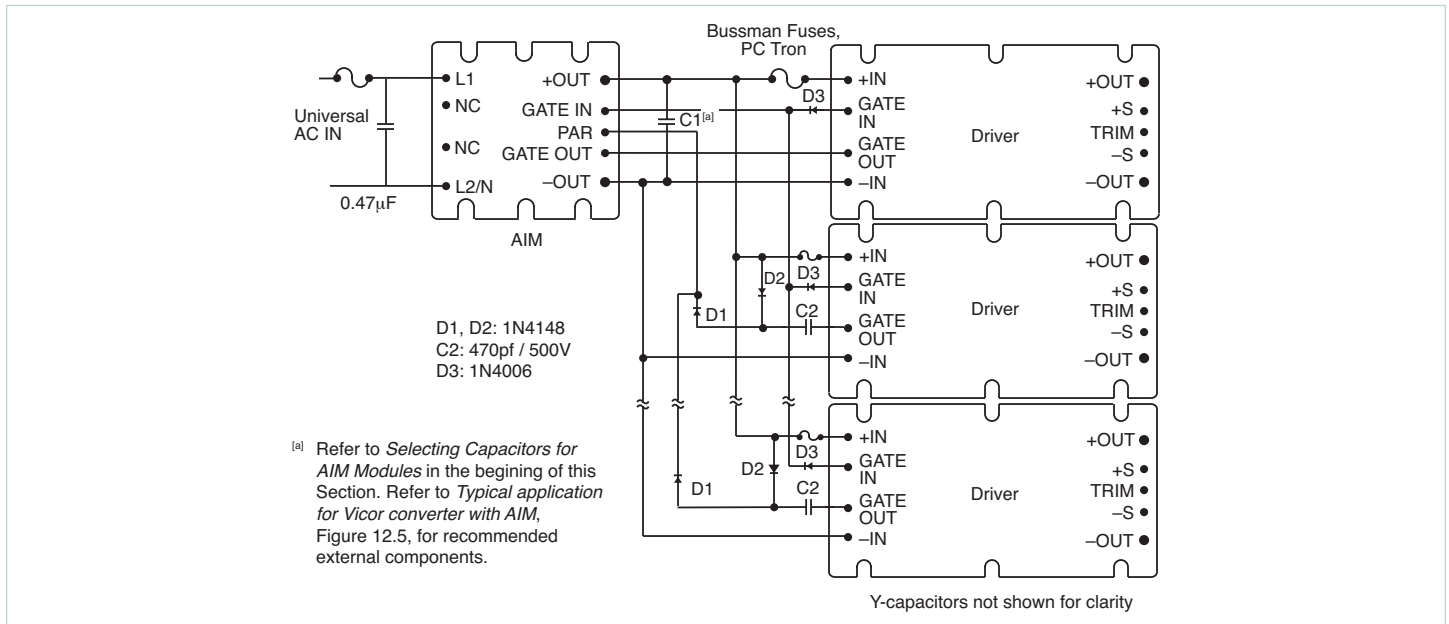 Bussman Fuses,
PC Tron
Universal
AC IN
0.47μF
L1
NC
NC
L2/N
+OUT
GATE IN
PAR
GATE OUT
–OUT
AIM
C1[a]
D3
+IN
GATE
IN
GATE
OUT
–IN
Driver
+OUT
+S
TRIM
–S
–OUT
D2
D3
D1
C2
+IN
GATE
IN
GATE
OUT
–IN
Driver
+OUT
+S
TRIM
–S
–OUT
D1, D2: 1N4148
C2: 470pf / 500V
D3: 1N4006
D2
D3
D1
C2
+IN
GATE
IN
GATE
OUT
–IN
Driver
+OUT
+S
TRIM
–S
–OUT
[a] Refer to Selecting Capacitors for
AIM Modules in the begining of this
Section. Refer to Typical application
for Vicor converter with AIM,
Figure 12.5, for recommended
external components.
Y-capacitors not shown for clarity